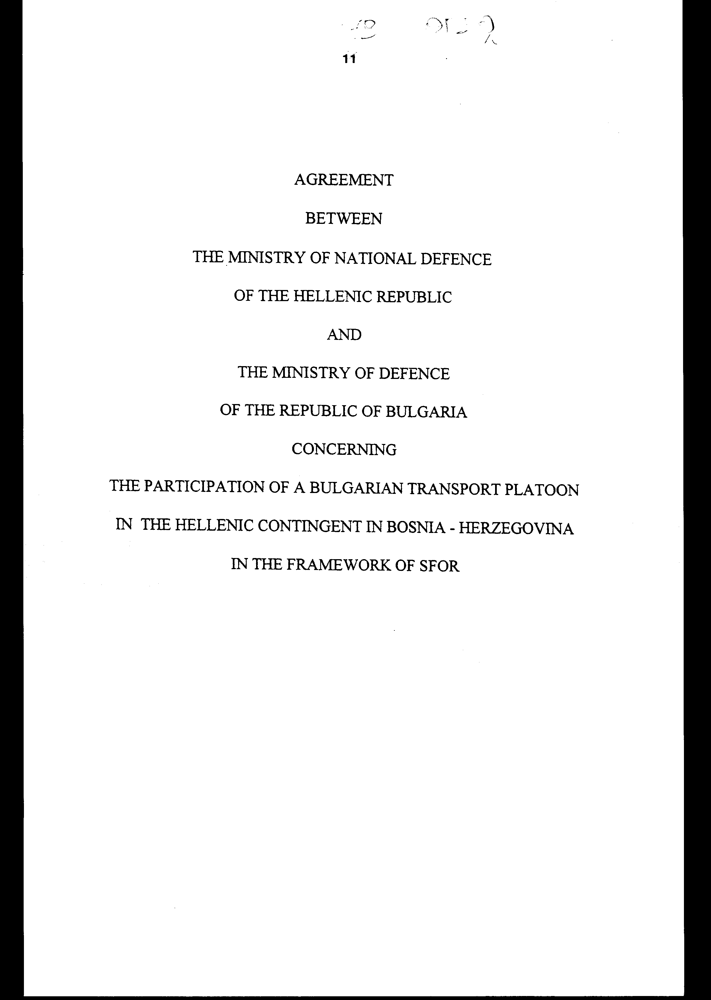 11
AGREEMENT
BETWEEN
THE MINISTRY OF NATIONAL DEFENCE
OF THE HELLENIC REPUBLIC
AND
THE MINISTRY OF DEFENCE
OF THE REPUBLIC OF BULGARIA
CONCERNING
THE PARTICIPATION OF A BULGARIAN TRANSPORT PLATOON
IN THE HELLENIC CONTINGENT IN BOSNIA - HERZEGOVINA
IN THE FRAMEWORK OF SFOR